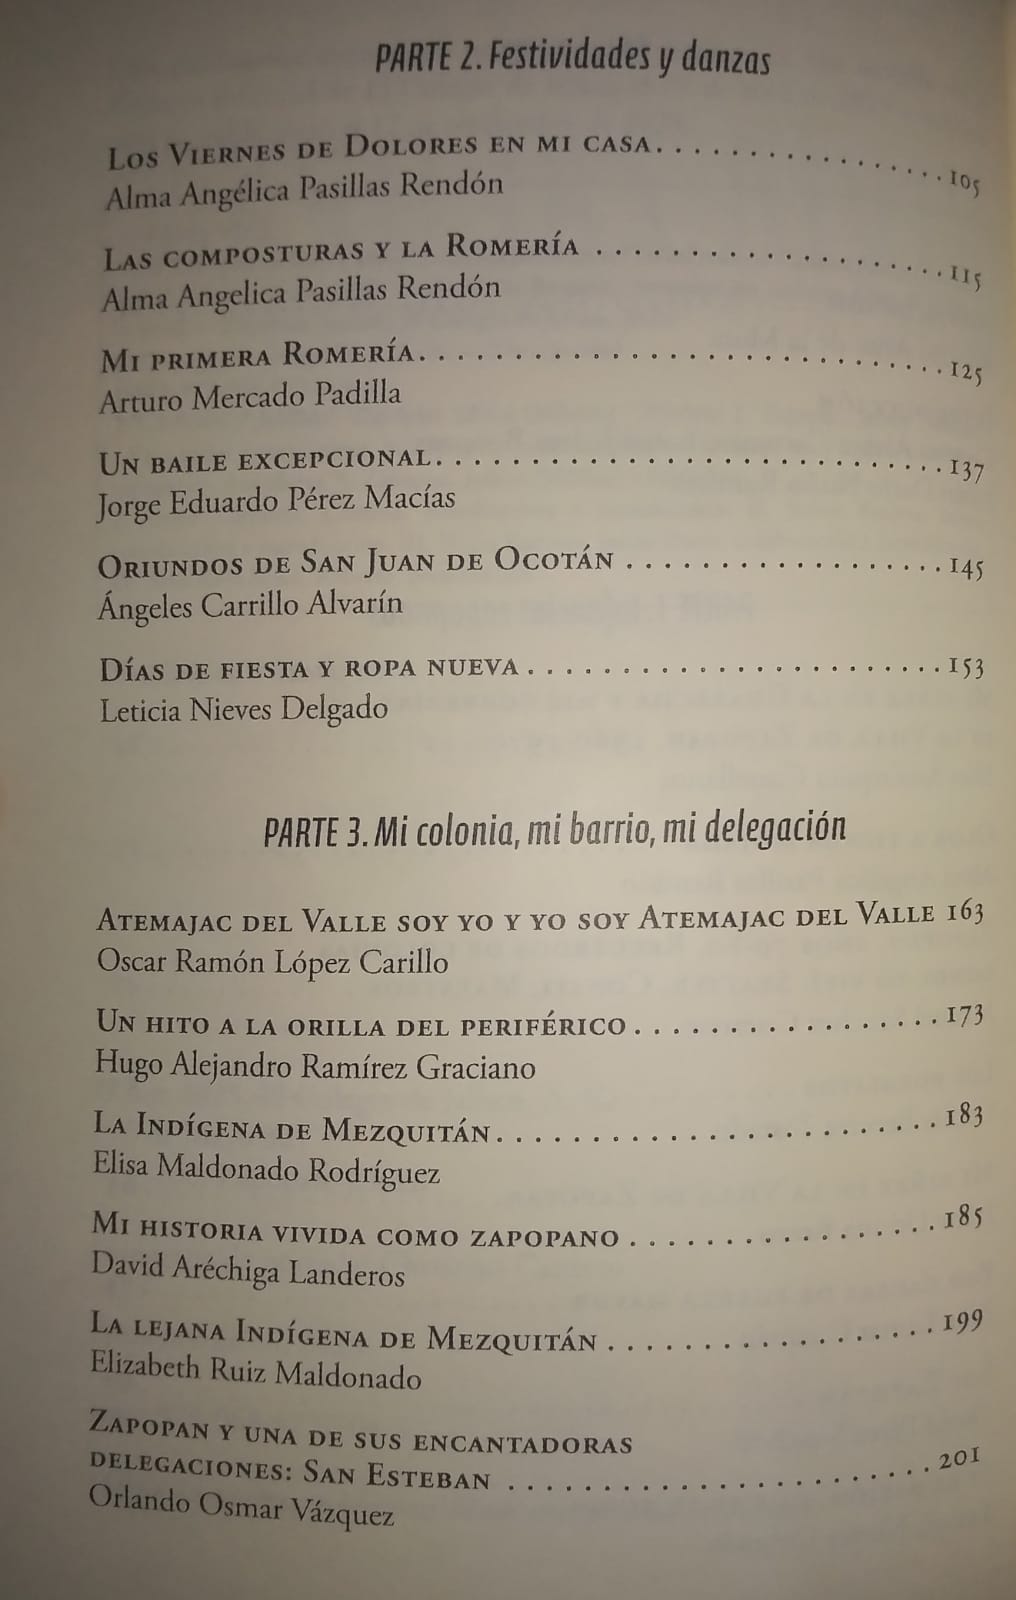 PARTE 2. Festividades y danzas
LOS VIERNES DE DOLORES EN MI CASA. . . . . . . . . . . . . . . 105
Alma Angélica Pasillas Rendón
LAS COMPOSTURAS Y LA ROMERÍA . . . . . . . . . . . . . . . . . . . 115
Alma Angelica Pasillas Rendón
MI PRIMERA ROMERÍA. . . . . . . . . . . . . . . . . . . . . . . . . . . . 125
Arturo Mercado Padilla
UN BAILE EXCEPCIONAL. . . . . . . . . . . . . . . . . . . . . . . . . . . 137
Jorge Eduardo Pérez Macías
ORIUNDOS DE SAN JUAN DE OCOTÁN . . . . . . . . . . . . . . . . . 145
Ángeles Carrillo Alvarín
DÍAS DE FIESTA Y ROPA NUEVA . . . . . . . . . . . . . . . . . . . . . . 153
Leticia Nieves Delgado
PARTE 3. Mi colonia, mi barrio, mi delegación
ATEMAJAC DEL VALLE SOY YO Y YO SOY ATEMAJAC DEL VALLE 163
Oscar Ramón López Carillo
UN HITO A LA ORILLA DEL PERIFÉRICO . . . . . . . . . . . . . . . . 173
Hugo Alejandro Ramírez Graciano
LA INDÍGENA DE MEZQUITÁN. . . . . . . . . . . . . . . . . . . . . . . . 183
Elisa Maldonado Rodríguez
MI HISTORIA VIVIDA COMO ZAPOPANO . . . . . . . . . . . . . . . . 185
David Aréchiga Landeros
LA LEJANA INDÍGENA DE MEZQUITÁN . . . . . . . . . . . . . . . . . . 199
Elizabeth Ruiz Maldonado
ZAPOPAN Y UNA DE SUS ENCANTADORAS
DELEGACIONES: SAN ESTEBAN . . . . . . . . . . . . . . . . . . . . . . . 201
Orlando Osmar Vázquez